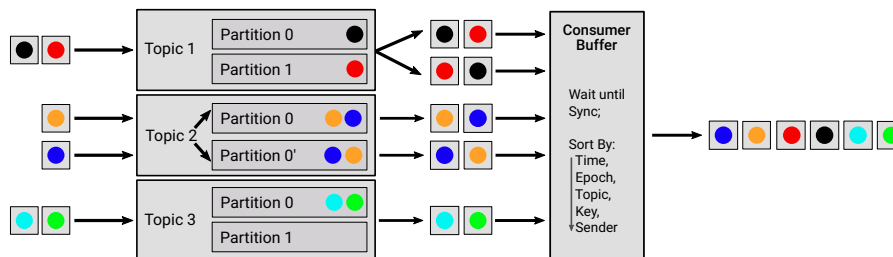 Topic 1
Partition 0
Partition 1
Topic 2
Partition 0
Partition 0'
Topic 3
Partition 0
Partition 1
Consumer
Buffer
Wait until
Sync;
Sort By:
Time,
Epoch,
Topic,
Key,
Sender